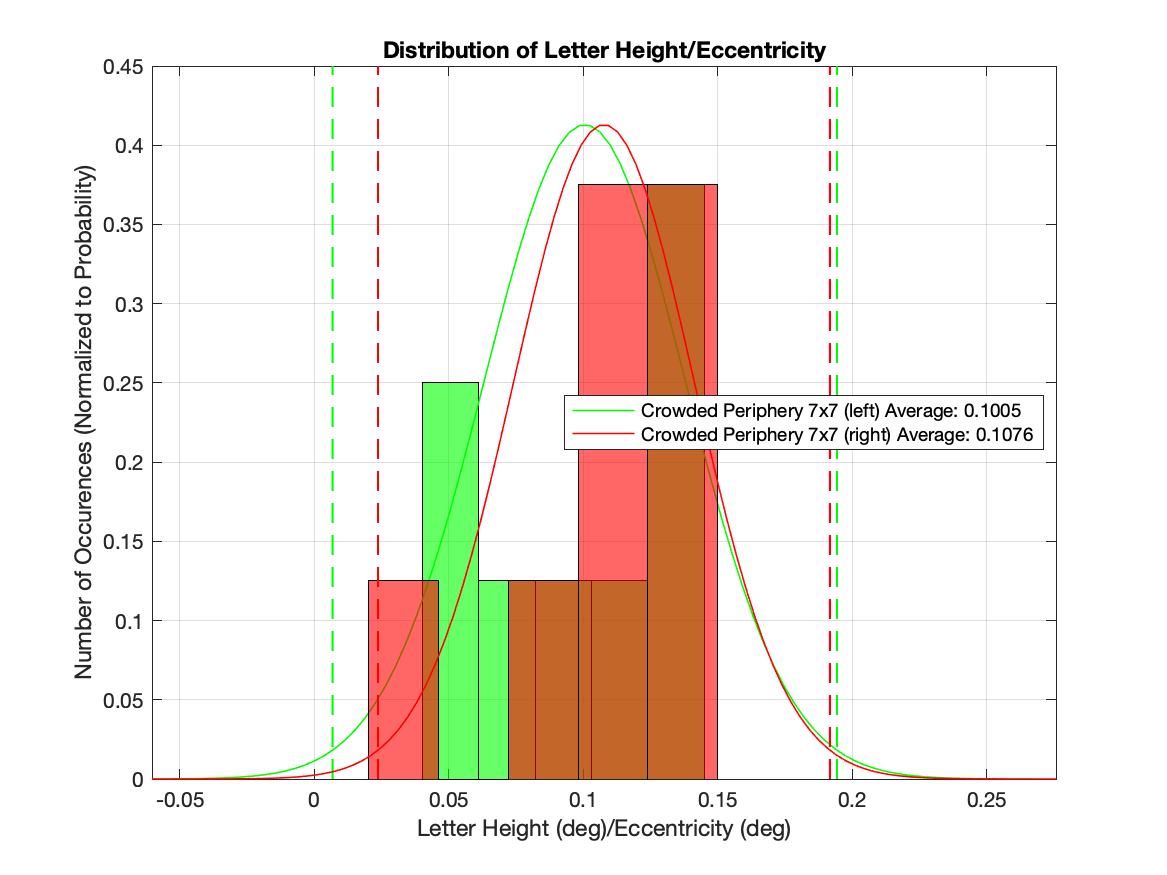 Distribution of Letter Height/Eccentricity
Number of Occurences (Normalized to Probability)
0.45
0.4
0.35
0.3
0.25
0.2
0.15
0.1
0.05
0
Crowded Periphery 7x7 (left) Average: 0.1005
Crowded Periphery 7x7 (right) Average: 0.1076
-0.05 0 0.05 0.1 0.15 0.2 0.25
Letter Height (deg)/Eccentricity (deg)